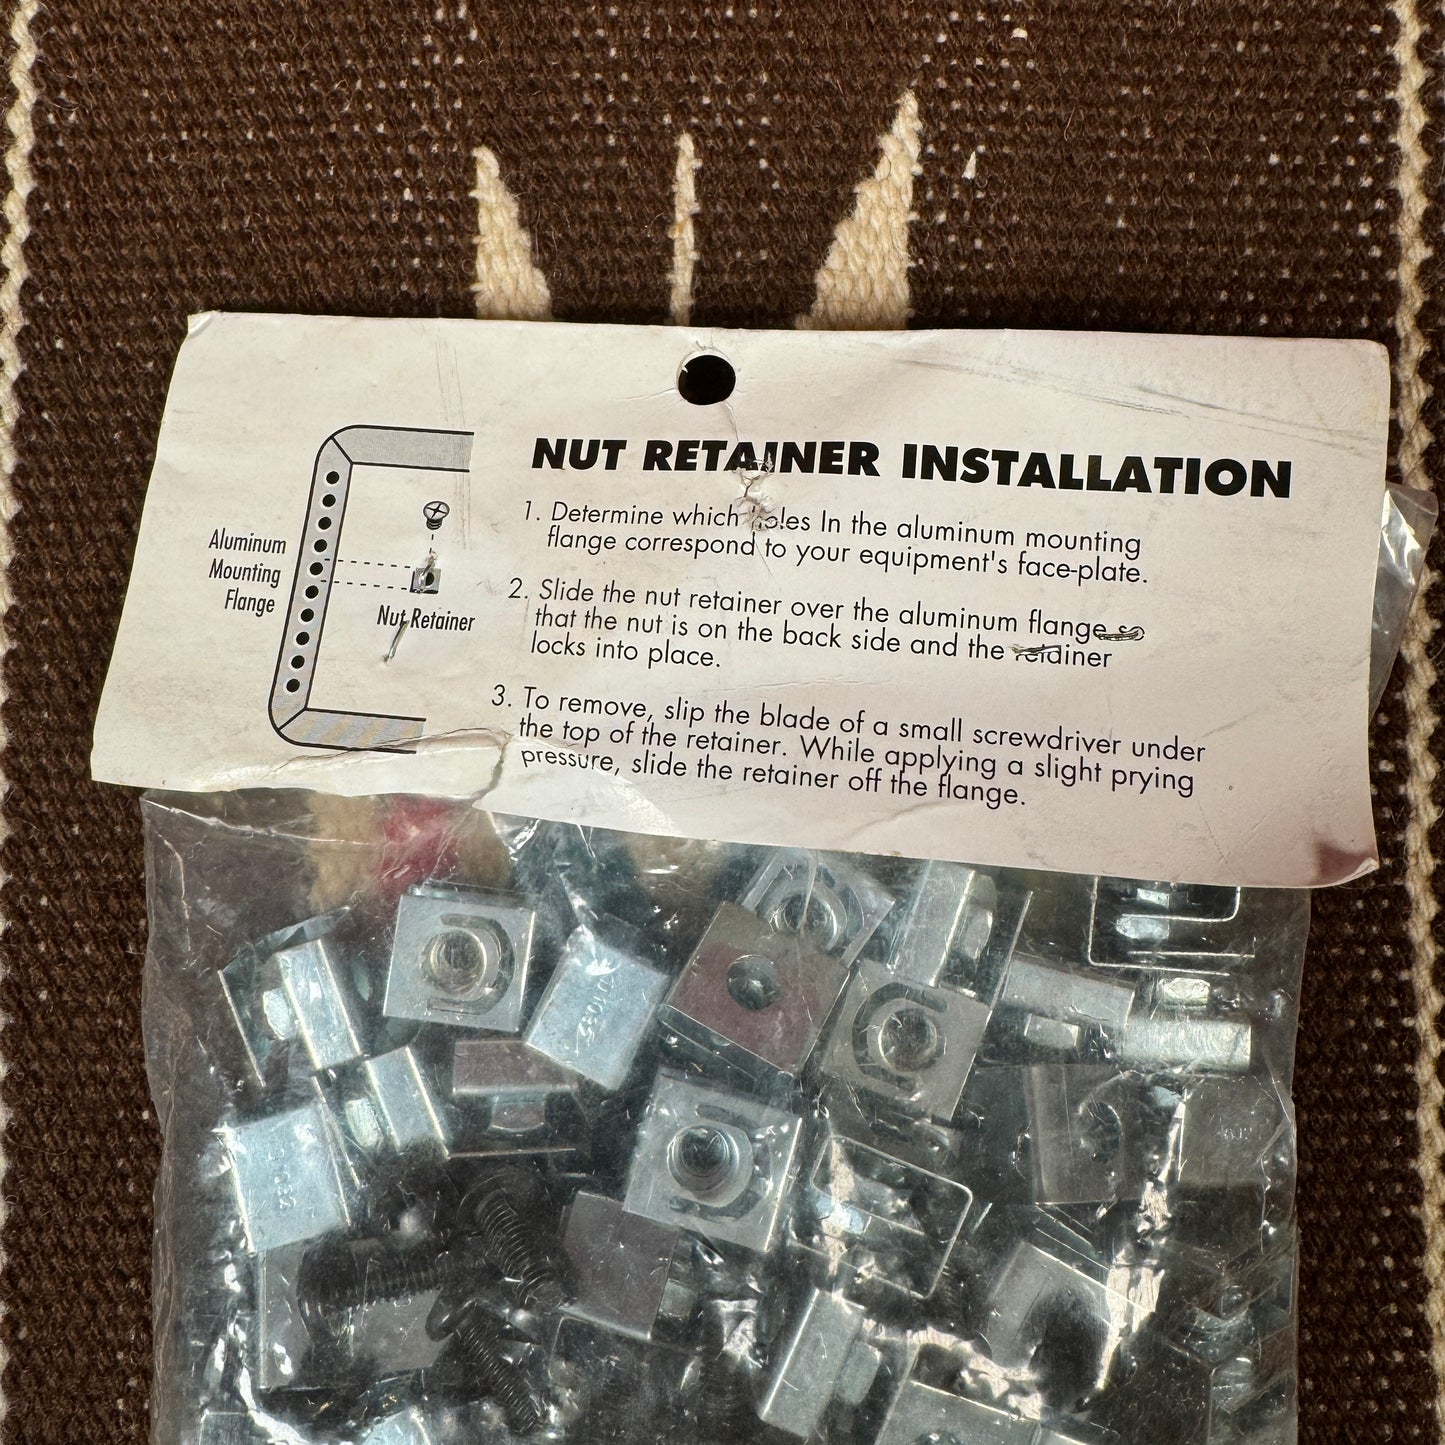 NUT RETAINER INSTALLATION
1. Determine which holes In the aluminum mounting
flange correspond to your equipment's face-plate.
2. Slide the nut retainer over the aluminum flange so
that the nut is on the back side and the retainer
locks into place.
3. To remove, slip the blade of a small screwdriver under
the top of the retainer. While applying a slight prying
pressure, slide the retainer off the flange.
Aluminum
Mounting
Flange
Nut Retainer